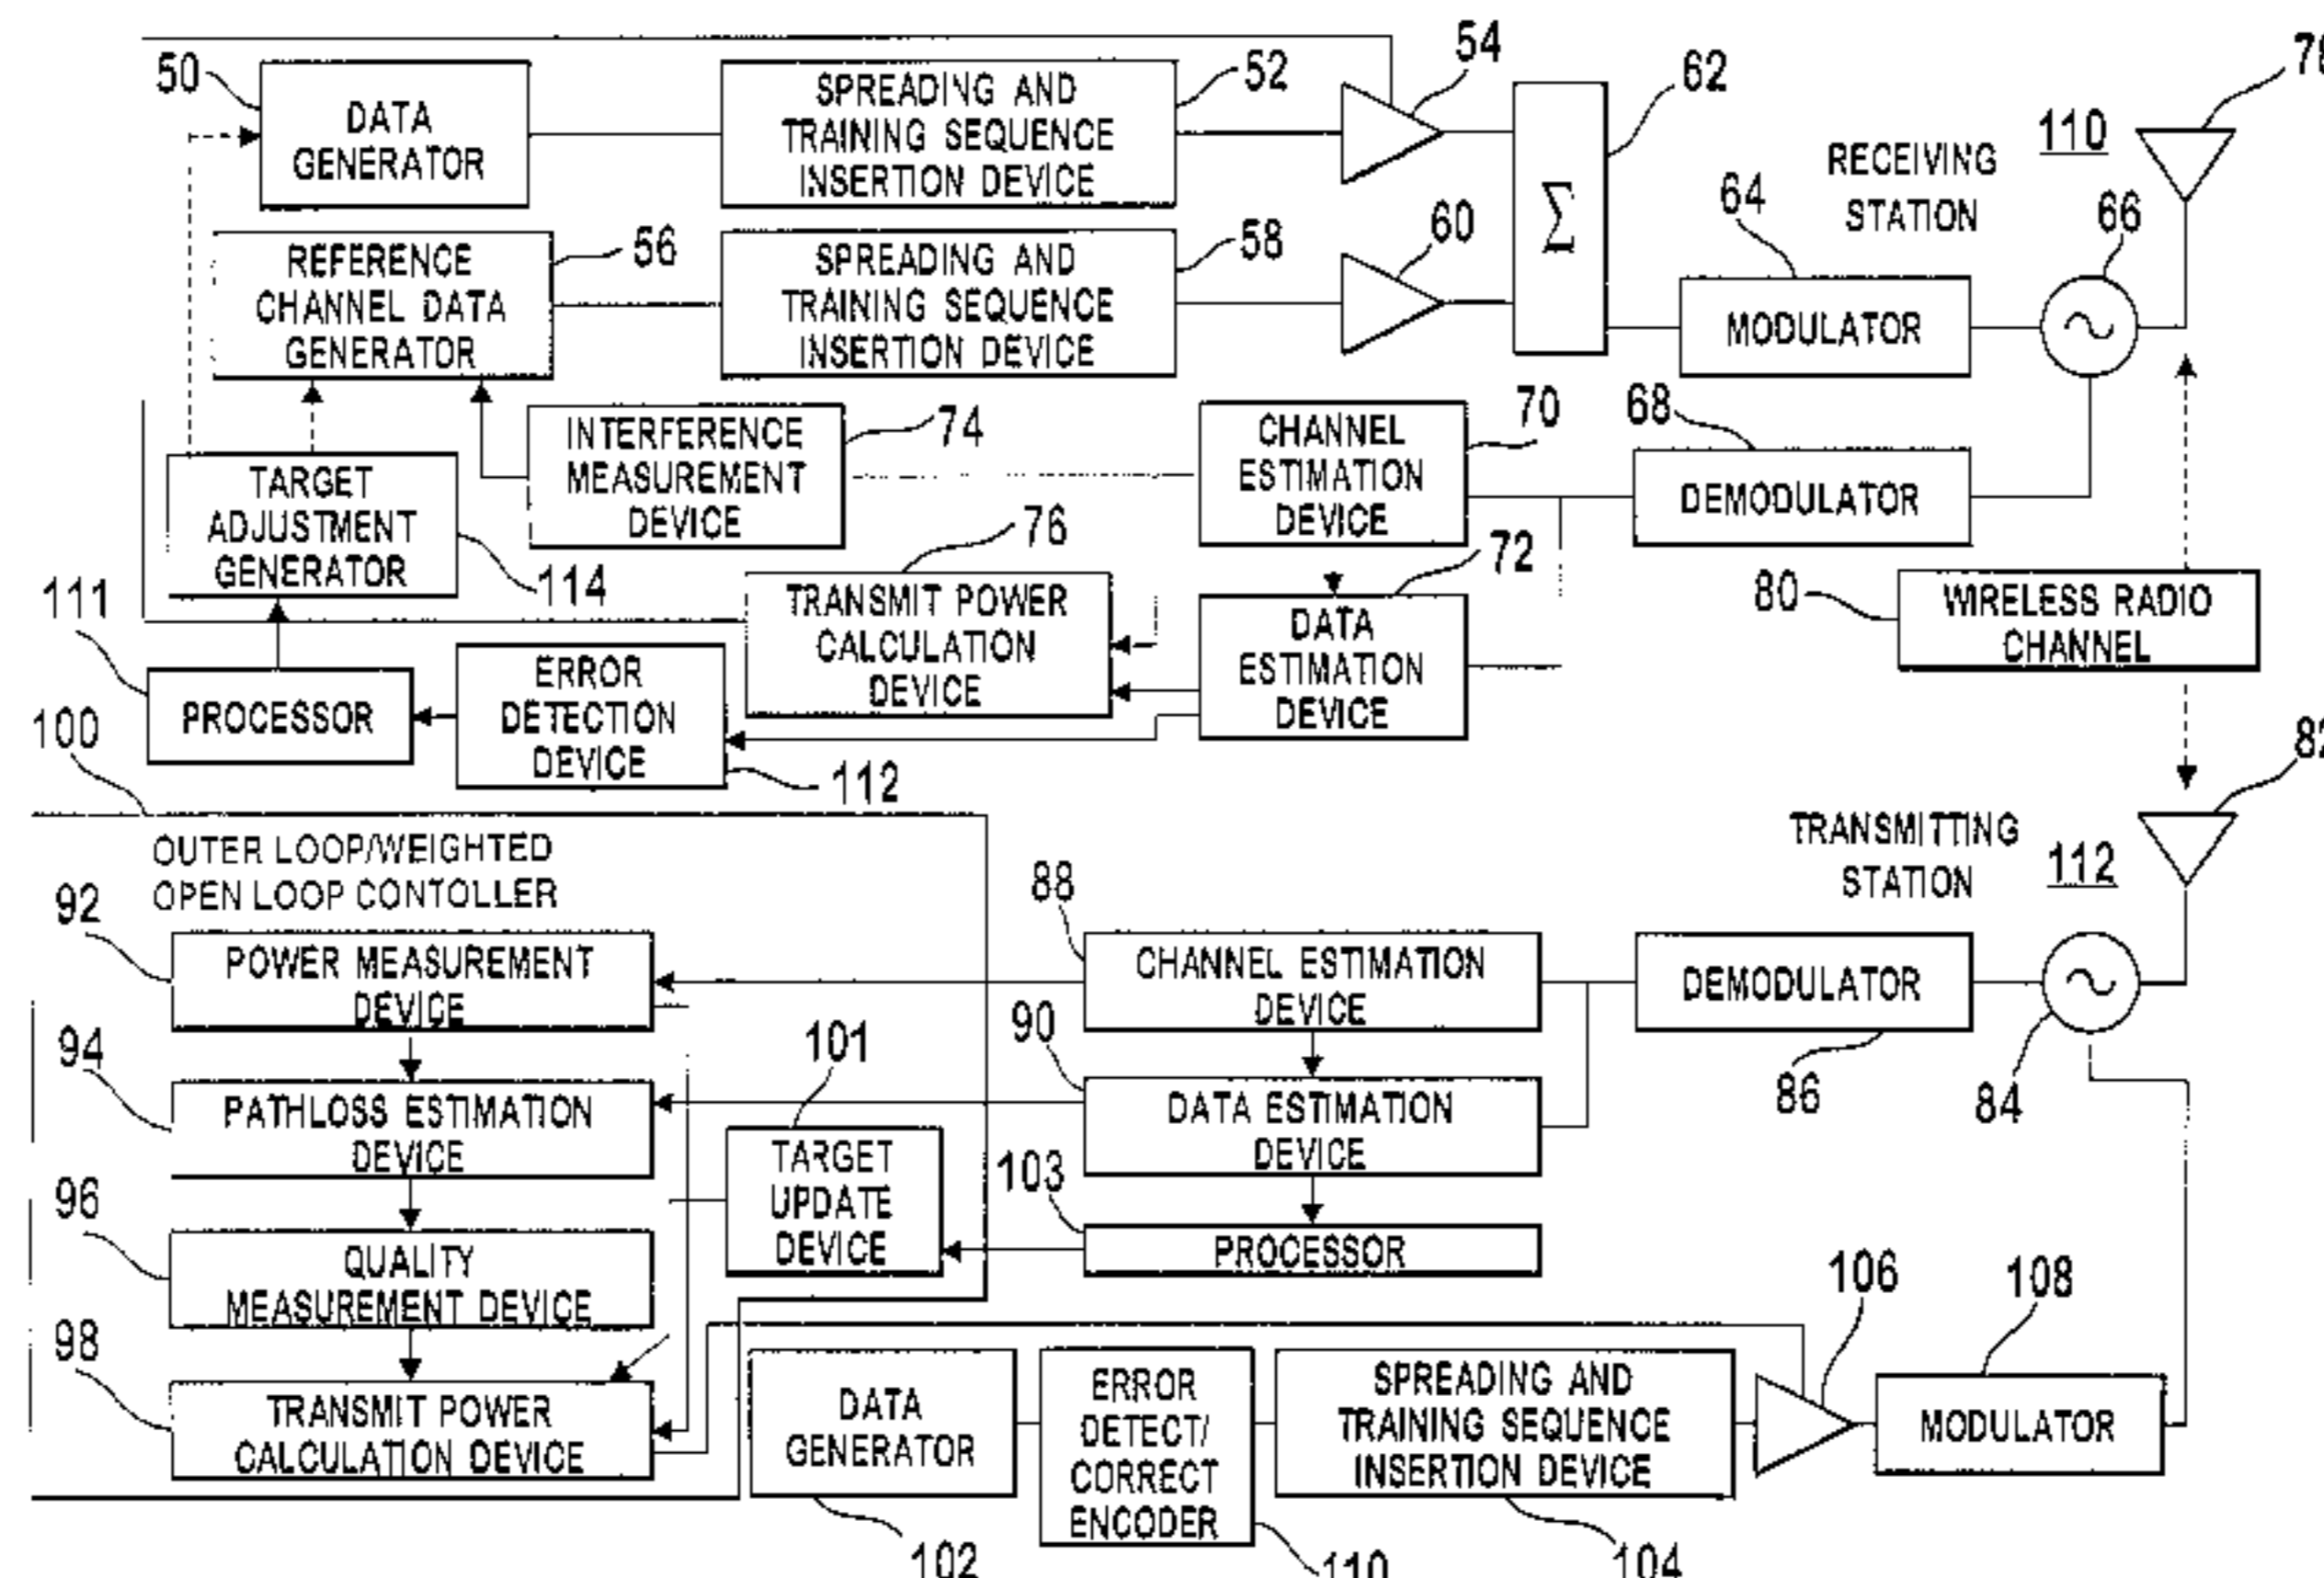 50
DATA
GENERATOR
SPREADING AND
TRAINING SEQUENCE
INSERTION DEVICE
52
54
62
110
RECEIVING
STATION
REFERENCE
CHANNEL DATA
GENERATOR
56
SPREADING AND
TRAINING SEQUENCE
INSERTION DEVICE
58
60
Σ
64
MODULATOR
66
TARGET
ADJUSTMENT
GENERATOR
114
INTERFERENCE
MEASUREMENT
DEVICE
74
CHANNEL
ESTIMATION
DEVICE
70
68
DEMODULATOR
76
TRANSMIT POWER
CALCULATION
DEVICE
72
DATA
ESTIMATION
DEVICE
80
WIRELESS RADIO
CHANNEL
111
PROCESSOR
ERROR
DETECTION
DEVICE
112
100
OUTER LOOP/WEIGHTED
OPEN LOOP CONTOLLER
TRANSMITTING
STATION
112
82
92
POWER MEASUREMENT
DEVICE
88
CHANNEL ESTIMATION
DEVICE
DEMODULATOR
86
84
94
PATHLOSS ESTIMATION
DEVICE
101
TARGET
UPDATE
DEVICE
90
DATA ESTIMATION
DEVICE
103
PROCESSOR
96
QUALITY
MEASUREMENT DEVICE
98
TRANSMIT POWER
CALCULATION DEVICE
DATA
GENERATOR
102
ERROR
DETECT/
CORRECT
ENCODER
110
SPREADING AND
TRAINING SEQUENCE
INSERTION DEVICE
104
106
108
MODULATOR